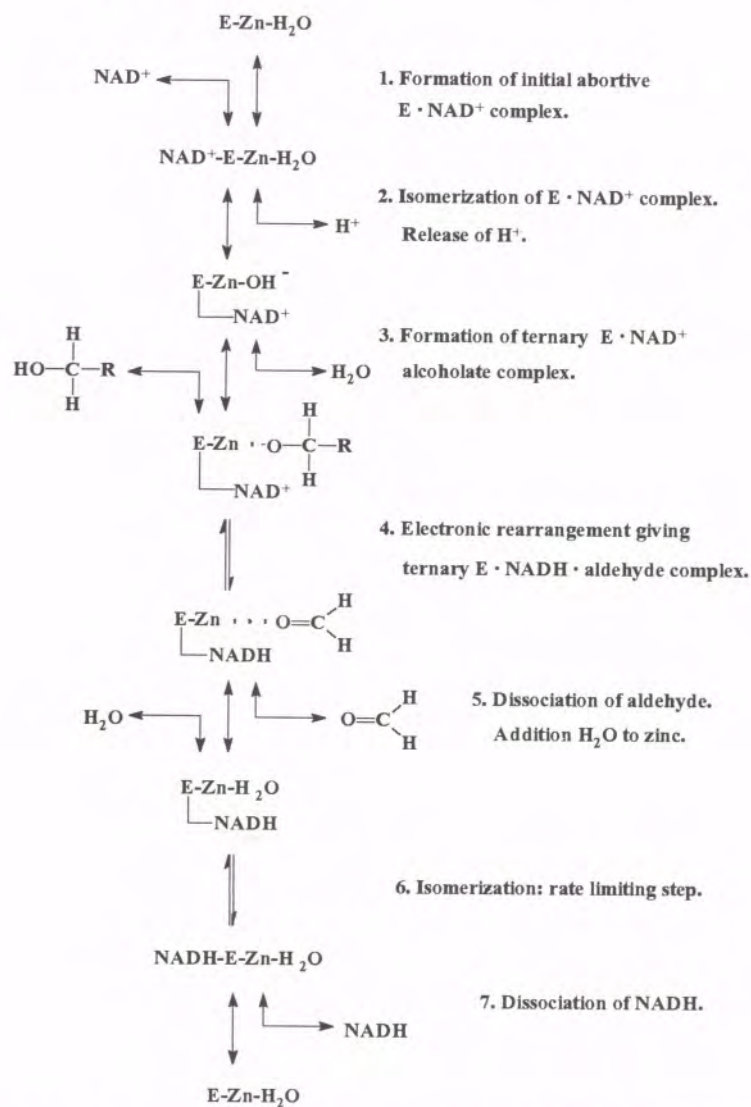 E-Zn-H₂O
NAD⁺
1. Formation of initial abortive
E · NAD⁺ complex.
NAD⁺-E-Zn-H₂O
2. Isomerization of E · NAD⁺ complex.
H⁺
Release of H⁺.
E-Zn-OH⁻
NAD⁺
3. Formation of ternary E · NAD⁺
alcoholate complex.
H
HO—C—R
H
H₂O
H
E-Zn · ·O—C—R
H
NAD⁺
4. Electronic rearrangement giving
ternary E · NADH · aldehyde complex.
H
E-Zn · · · · O=C
H
NADH
5. Dissociation of aldehyde.
Addition H₂O to zinc.
H₂O
H
O=C
H
E-Zn-H₂O
NADH
6. Isomerization: rate limiting step.
NADH-E-Zn-H₂O
7. Dissociation of NADH.
NADH
E-Zn-H₂O